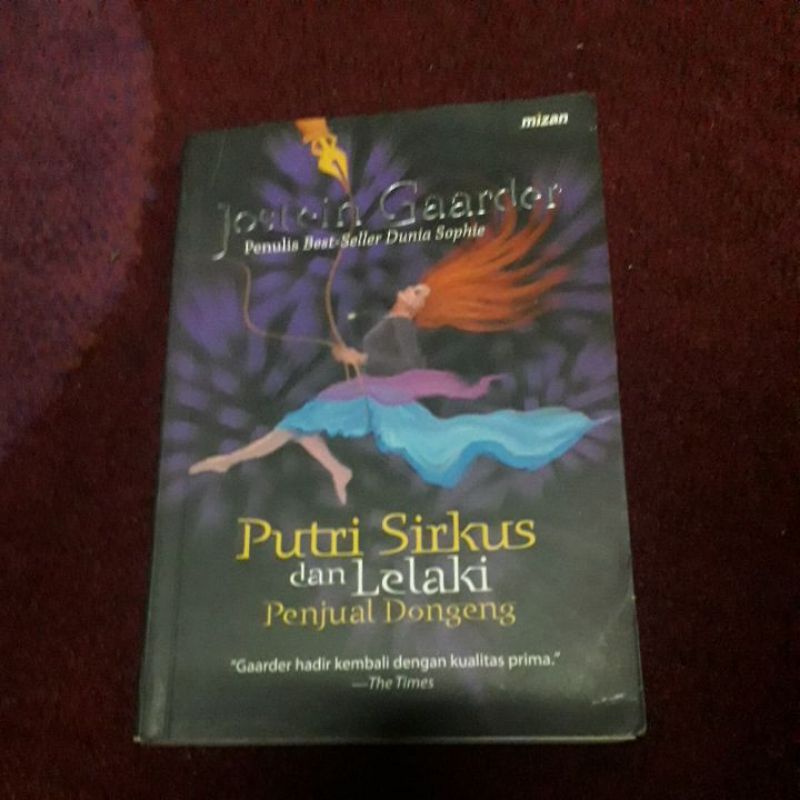 mizan
Jostein Gaarder
Penulis Best-Seller Dunia Sophie
Putri Sirkus
dan Lelaki
Penjual Dongeng
"Gaarder hadir kembali dengan kualitas prima."
—The Times